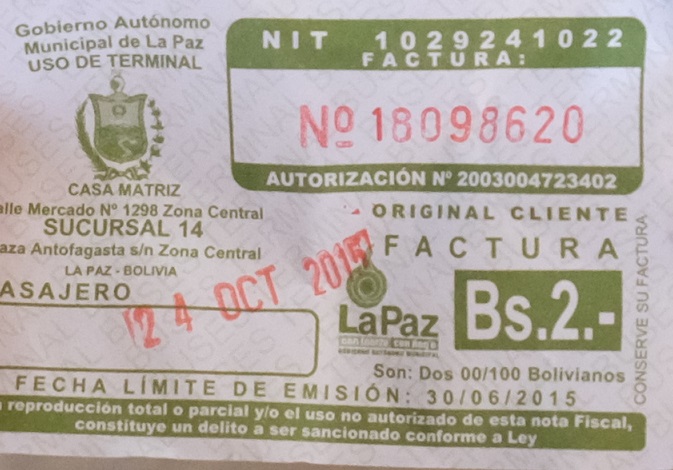 Gobierno Autónomo
Municipal de La Paz
USO DE TERMINAL
CASA MATRIZ
alle Mercado Nº 1298 Zona Central
SUCURSAL 14
aza Antofagasta s/n Zona Central
LA PAZ - BOLIVIA
ASAJERO
NIT 1029241022
FACTURA:
Nº 18098620
AUTORIZACIÓN Nº 2003004723402
ORIGINAL CLIENTE
FACTURA
24 OCT 2015
LaPaz
Bs.2.-
Son: Dos 00/100 Bolivianos
CONSERVE SU FACTURA
FECHA LÍMITE DE EMISIÓN: 30/06/2015
reproducción total o parcial y/o el uso no autorizado de esta nota Fiscal,
constituye un delito a ser sancionado conforme a Ley